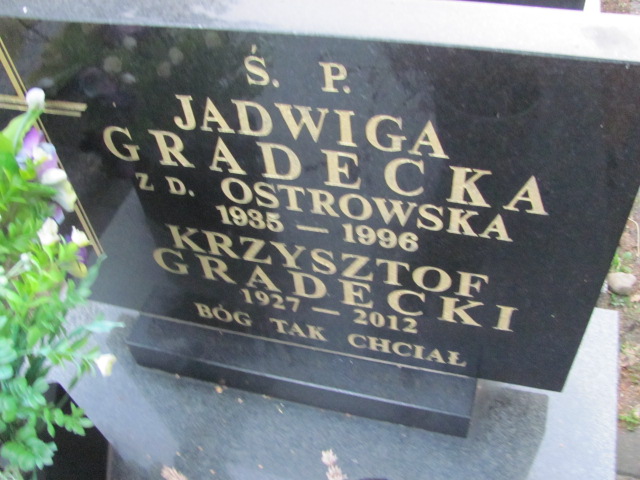 Ś. P.
JADWIGA
GRADECKA
Z D. OSTROWSKA
1935 — 1996
KRZYSZTOF
GRADECKI
1927 — 2012
BÓG TAK CHCIAŁ